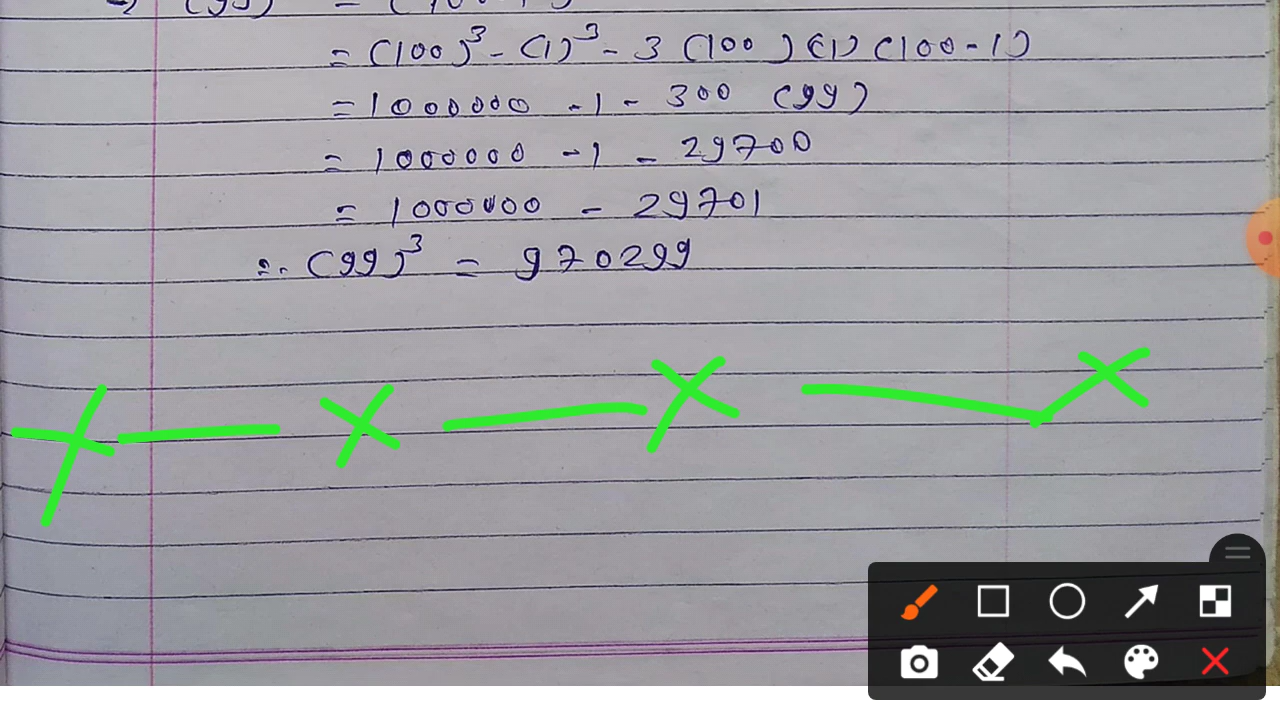 = (100)³ - (1)³ - 3 (100) (1) (100-1)
= 1000000 - 1 - 300 (99)
= 1000000 - 1 - 29700
= 1000000 - 29701
∴ (99)³ = 970299